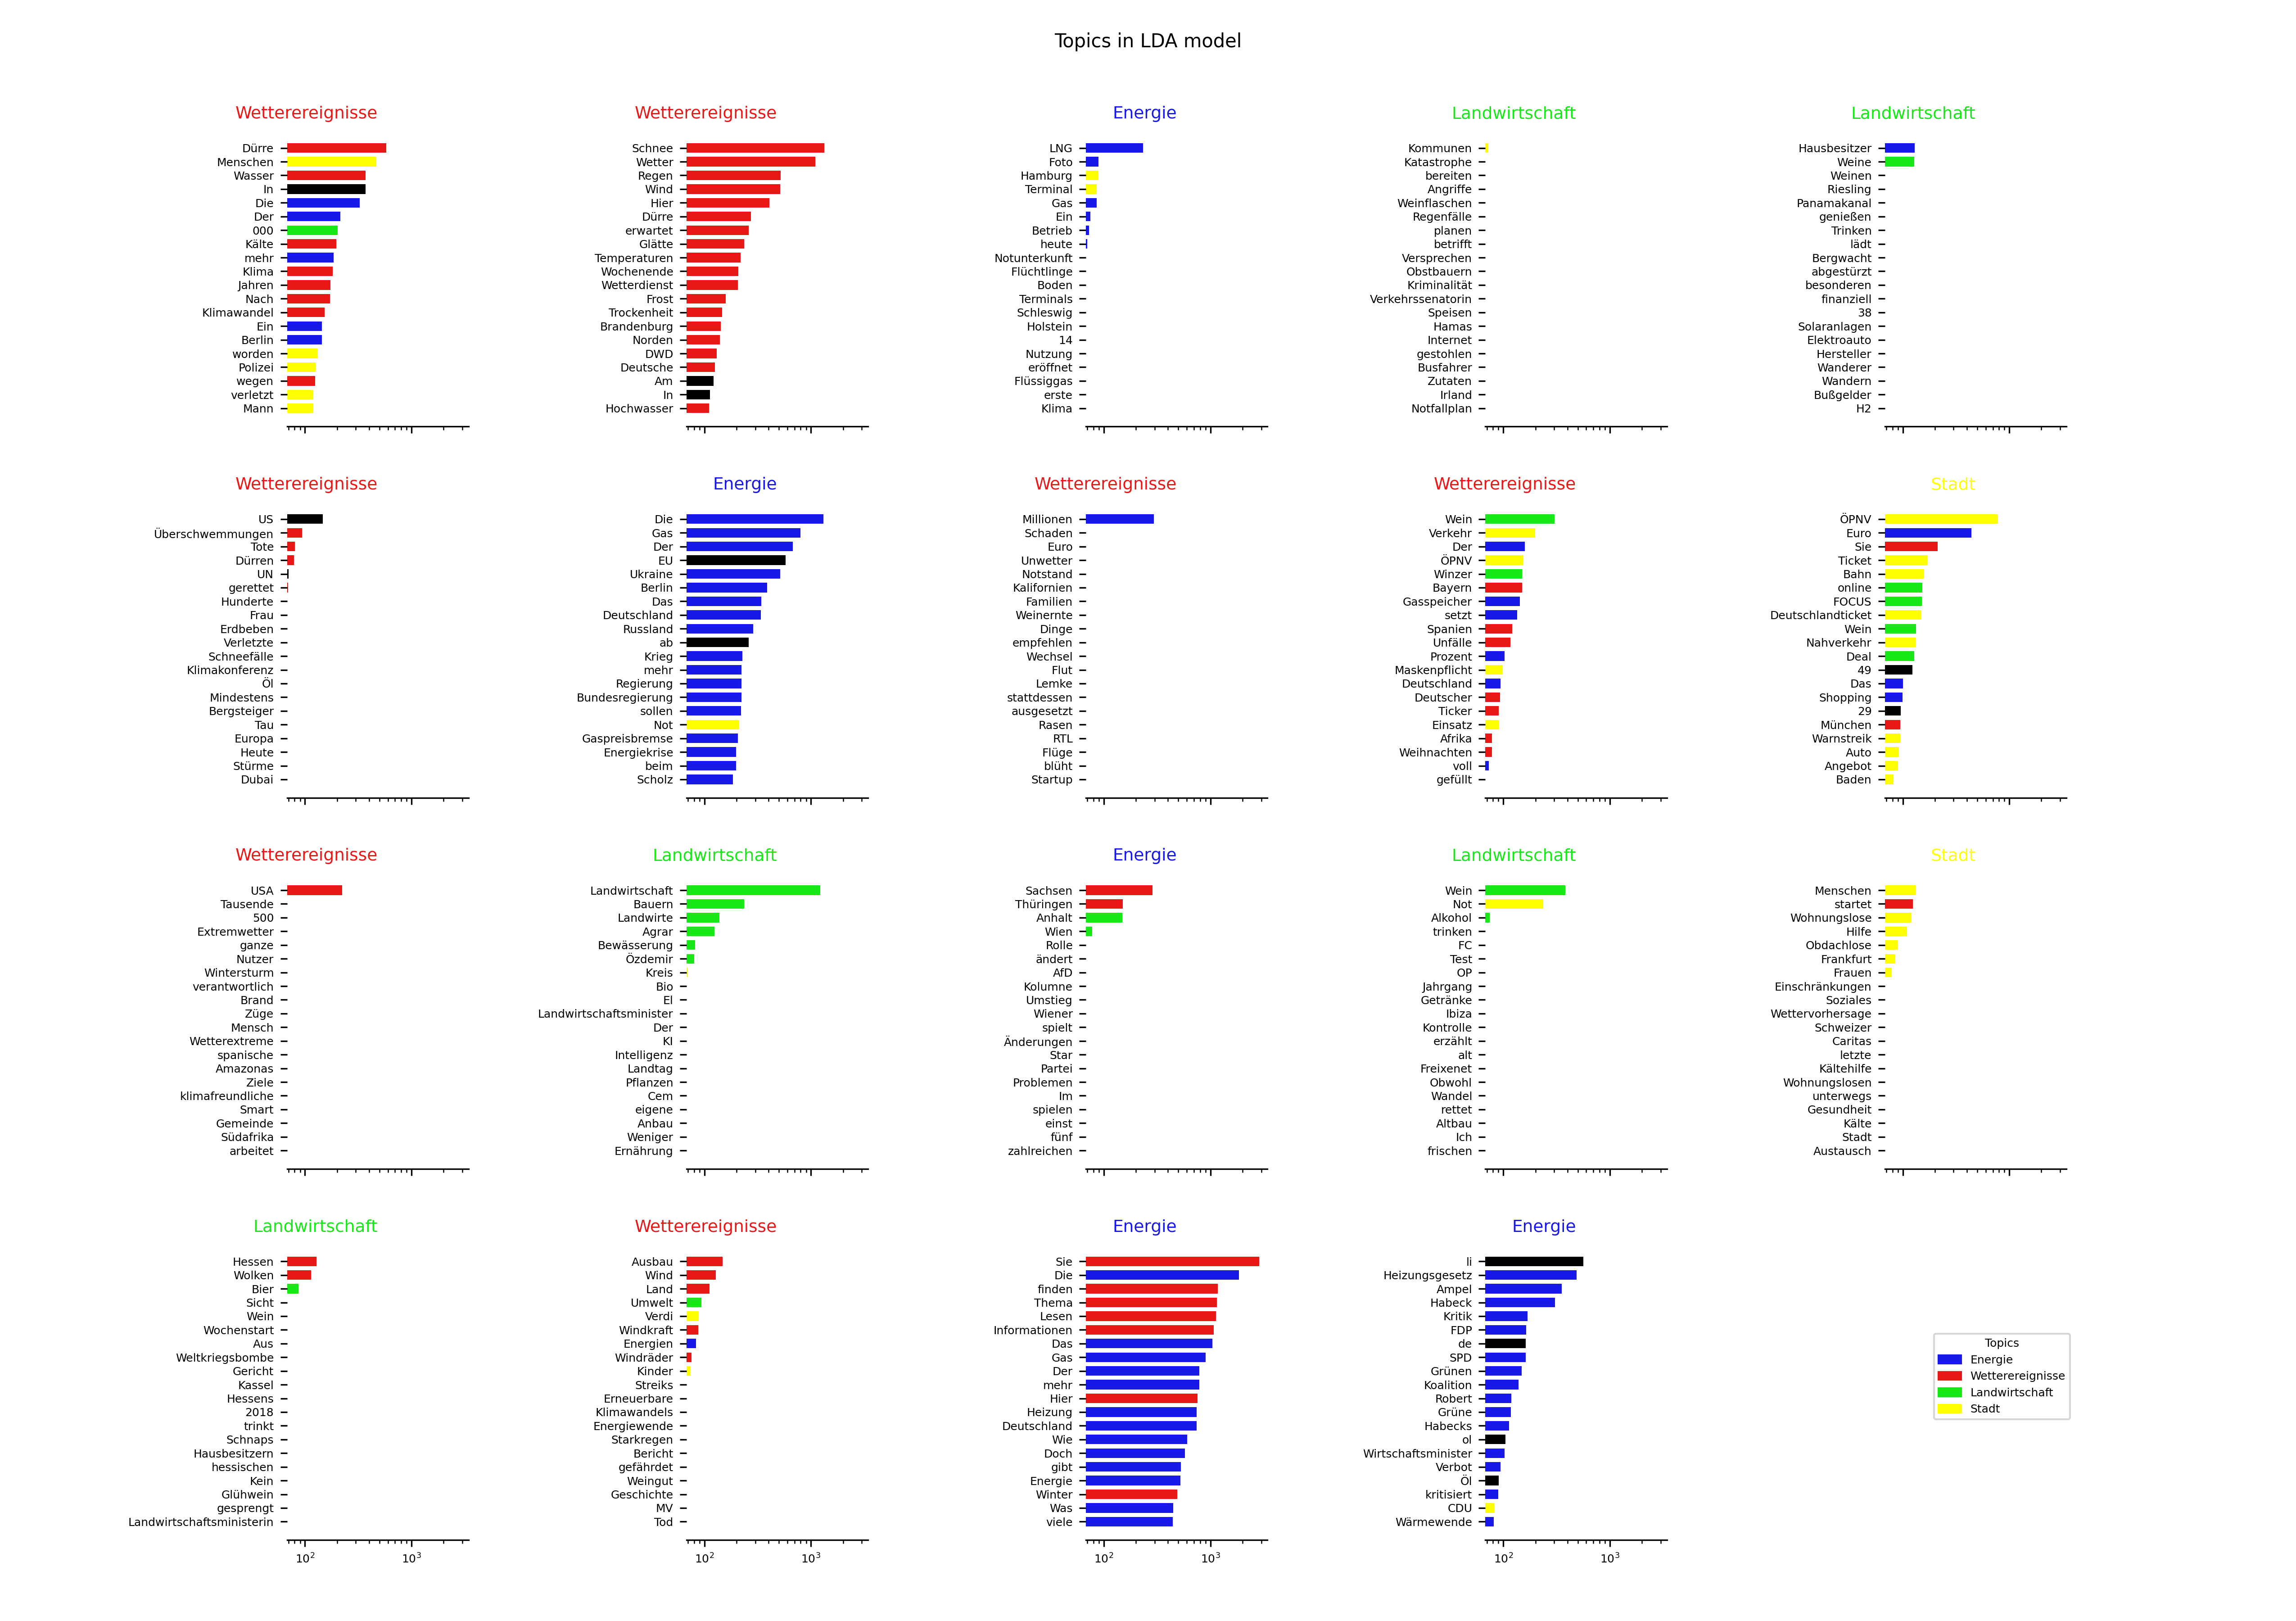 Topics in LDA model
Wetterereignisse
Dürre
Menschen
Wasser
In
Die
Der
000
Kälte
mehr
Klima
Jahren
Nach
Klimawandel
Ein
Berlin
worden
Polizei
wegen
verletzt
Mann
Wetterereignisse
Schnee
Wetter
Regen
Wind
Hier
Dürre
erwartet
Glätte
Temperaturen
Wochenende
Wetterdienst
Frost
Trockenheit
Brandenburg
Norden
DWD
Deutsche
Am
In
Hochwasser
Energie
LNG
Foto
Hamburg
Terminal
Gas
Ein
Betrieb
heute
Notunterkunft
Flüchtlinge
Boden
Terminals
Schleswig
Holstein
14
Nutzung
eröffnet
Flüssiggas
erste
Klima
Landwirtschaft
Kommunen
Katastrophe
bereiten
Angriffe
Weinflaschen
Regenfälle
planen
betrifft
Versprechen
Obstbauern
Kriminalität
Verkehrssenatorin
Speisen
Hamas
Internet
gestohlen
Busfahrer
Zutaten
Irland
Notfallplan
Landwirtschaft
Hausbesitzer
Weine
Weinen
Riesling
Panamakanal
genießen
Trinken
lädt
Bergwacht
abgestürzt
besonderen
finanziell
38
Solaranlagen
Elektroauto
Hersteller
Wanderer
Wandern
Bußgelder
H2
Wetterereignisse
US
Überschwemmungen
Tote
Dürren
UN
gerettet
Hunderte
Frau
Erdbeben
Verletzte
Schneefälle
Klimakonferenz
Öl
Mindestens
Bergsteiger
Tau
Europa
Heute
Stürme
Dubai
Energie
Die
Gas
Der
EU
Ukraine
Berlin
Das
Deutschland
Russland
ab
Krieg
mehr
Regierung
Bundesregierung
sollen
Not
Gaspreisbremse
Energiekrise
beim
Scholz
Wetterereignisse
Millionen
Schaden
Euro
Unwetter
Notstand
Kalifornien
Familien
Weinernte
Dinge
empfehlen
Wechsel
Flut
Lemke
stattdessen
ausgesetzt
Rasen
RTL
Flüge
blüht
Startup
Wetterereignisse
Wein
Verkehr
Der
ÖPNV
Winzer
Bayern
Gasspeicher
setzt
Spanien
Unfälle
Prozent
Maskenpflicht
Deutschland
Deutscher
Ticker
Einsatz
Afrika
Weihnachten
voll
gefüllt
Stadt
ÖPNV
Euro
Sie
Ticket
Bahn
online
FOCUS
Deutschlandticket
Wein
Nahverkehr
Deal
49
Das
Shopping
29
München
Warnstreik
Auto
Angebot
Baden
Wetterereignisse
USA
Tausende
500
Extremwetter
ganze
Nutzer
Wintersturm
verantwortlich
Brand
Züge
Mensch
Wetterextreme
spanische
Amazonas
Ziele
klimafreundliche
Smart
Gemeinde
Südafrika
arbeitet
Landwirtschaft
Landwirtschaft
Bauern
Landwirte
Agrar
Bewässerung
Özdemir
Kreis
Bio
El
Landwirtschaftsminister
Der
KI
Intelligenz
Landtag
Pflanzen
Cem
eigene
Anbau
Weniger
Ernährung
Energie
Sachsen
Thüringen
Anhalt
Wien
Rolle
ändert
AfD
Kolumne
Umstieg
Wiener
spielt
Änderungen
Star
Partei
Problemen
Im
spielen
einst
fünf
zahlreichen
Landwirtschaft
Wein
Not
Alkohol
trinken
FC
Test
OP
Jahrgang
Getränke
Ibiza
Kontrolle
erzählt
alt
Freixenet
Obwohl
Wandel
rettet
Altbau
Ich
frischen
Stadt
Menschen
startet
Wohnungslose
Hilfe
Obdachlose
Frankfurt
Frauen
Einschränkungen
Soziales
Wettervorhersage
Schweizer
Caritas
letzte
Kältehilfe
Wohnungslosen
unterwegs
Gesundheit
Kälte
Stadt
Austausch
Landwirtschaft
Hessen
Wolken
Bier
Sicht
Wein
Wochenstart
Aus
Weltkriegsbombe
Gericht
Kassel
Hessens
2018
trinkt
Schnaps
Hausbesitzern
hessischen
Kein
Glühwein
gesprengt
Landwirtschaftsministerin
10² 10³
Wetterereignisse
Ausbau
Wind
Land
Umwelt
Verdi
Windkraft
Energien
Windräder
Kinder
Streiks
Erneuerbare
Klimawandels
Energiewende
Starkregen
Bericht
gefährdet
Weingut
Geschichte
MV
Tod
10² 10³
Energie
Sie
Die
finden
Thema
Lesen
Informationen
Das
Gas
Der
mehr
Hier
Heizung
Deutschland
Wie
Doch
gibt
Energie
Winter
Was
viele
10² 10³
Energie
li
Heizungsgesetz
Ampel
Habeck
Kritik
FDP
de
SPD
Grünen
Koalition
Robert
Grüne
Habecks
ol
Wirtschaftsminister
Verbot
Öl
kritisiert
CDU
Wärmewende
10² 10³
Topics
Energie
Wetterereignisse
Landwirtschaft
Stadt